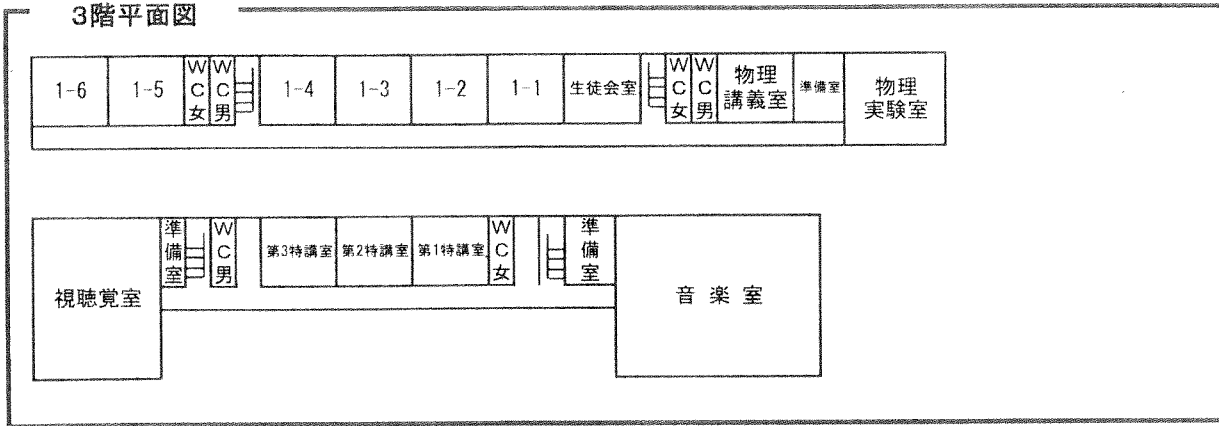 3階平面図
1-6
1-5
WC女
WC男
1-4
1-3
1-2
1-1
生徒会室
WC女
WC男
物理
講義室
準備室
物理
実験室
視聴覚室
準備室
WC男
第3特講室
第2特講室
第1特講室
WC女
準備室
音楽室